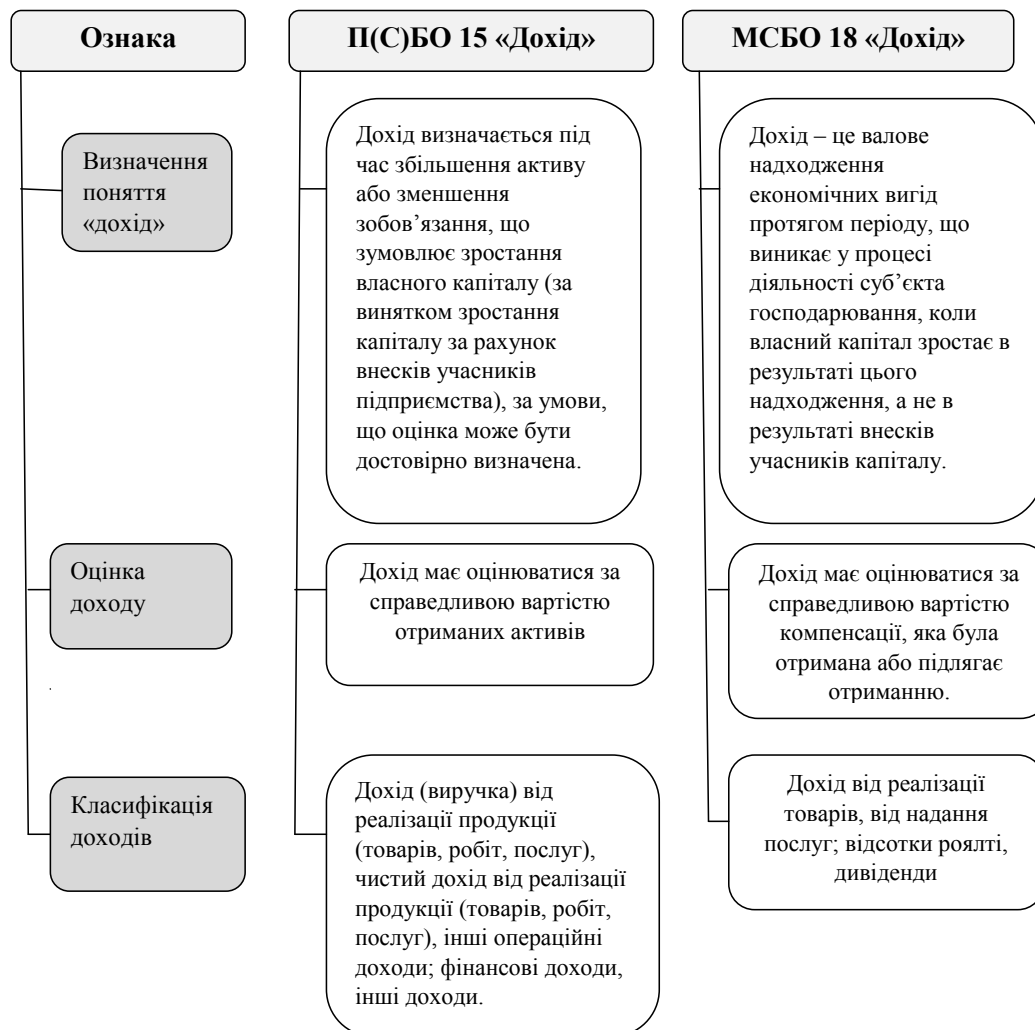 Ознака
П(С)БО 15 «Дохід»
МСБО 18 «Дохід»
Визначення
поняття
«дохід»
Дохід визначається під
час збільшення активу
або зменшення
зобов’язання, що
зумовлює зростання
власного капіталу (за
винятком зростання
капіталу за рахунок
внесків учасників
підприємства), за умови,
що оцінка може бути
достовірно визначена.
Дохід – це валове
надходження
економічних вигід
протягом періоду, що
виникає у процесі
діяльності суб’єкта
господарювання, коли
власний капітал зростає в
результаті цього
надходження, а не в
результаті внесків
учасників капіталу.
Оцінка
доходу
Дохід має оцінюватися за
справедливою вартістю
отриманих активів
Дохід має оцінюватися за
справедливою вартістю
компенсації, яка була
отримана або підлягає
отриманню.
Класифікація
доходів
Дохід (виручка) від
реалізації продукції
(товарів, робіт, послуг),
чистий дохід від реалізації
продукції (товарів, робіт,
послуг), інші операційні
доходи; фінансові доходи,
інші доходи.
Дохід від реалізації
товарів, від надання
послуг; відсотки роялті,
дивіденди